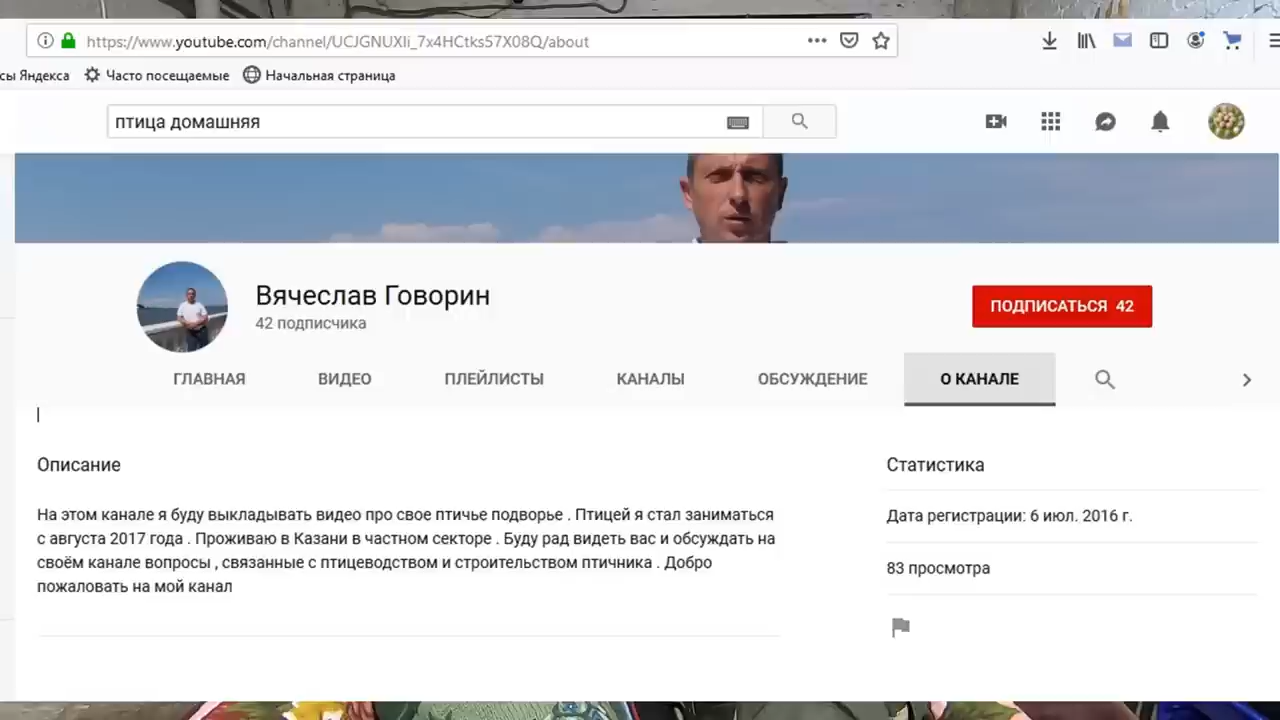 https://www.youtube.com/channel/UCJGNUXIi_7x4HCtks57X08Q/about
сы Яндекса Часто посещаемые Начальная страница
птица домашняя
Вячеслав Говорин
42 подписчика
ПОДПИСАТЬСЯ 42
ГЛАВНАЯ ВИДЕО ПЛЕЙЛИСТЫ КАНАЛЫ ОБСУЖДЕНИЕ О КАНАЛЕ
Описание
На этом канале я буду выкладывать видео про свое птичье подворье . Птицей я стал заниматься
с августа 2017 года . Проживаю в Казани в частном секторе . Буду рад видеть вас и обсуждать на
своём канале вопросы , связанные с птицеводством и строительством птичника . Добро
пожаловать на мой канал
Статистика
Дата регистрации: 6 июл. 2016 г.
83 просмотра